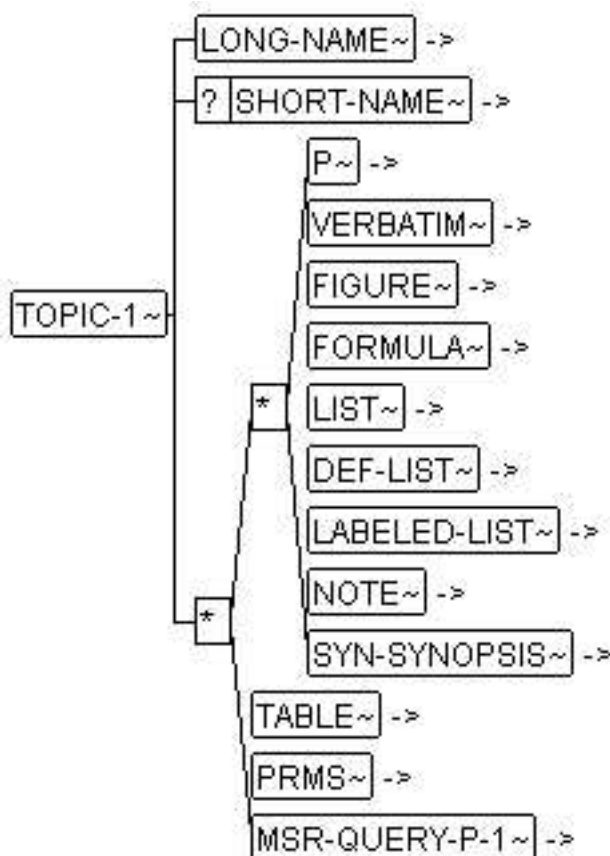 LONG-NAME~ ->
? SHORT-NAME~ ->
P~ ->
VERBATIM~ ->
FIGURE~ ->
TOPIC-1~
FORMULA~ ->
* LIST~ ->
DEF-LIST~ ->
LABELED-LIST~ ->
NOTE~ ->
*
SYN-SYNOPSIS~ ->
TABLE~ ->
PRMS~ ->
MSR-QUERY-P-1~ ->